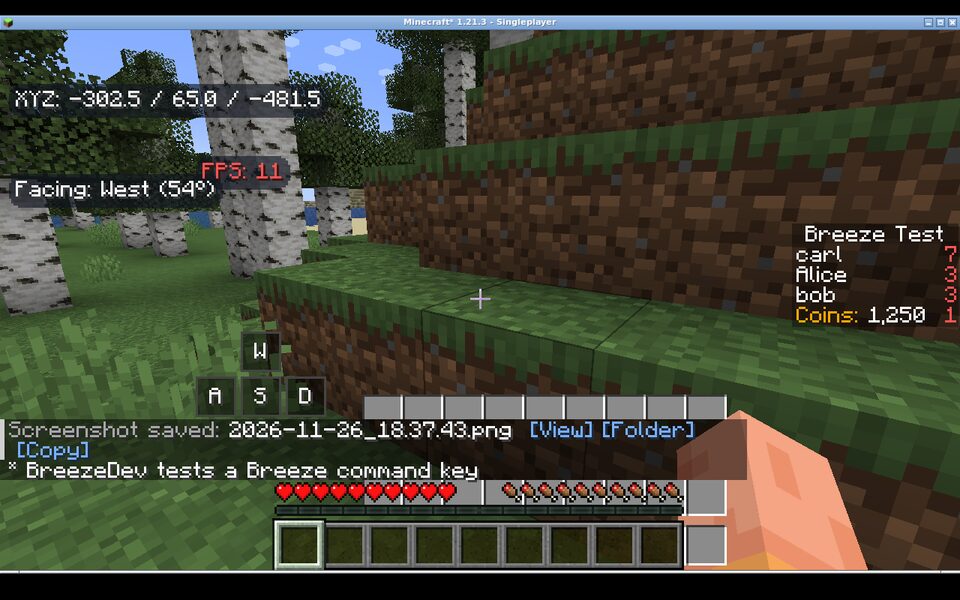 Minecraft* 1.21.3 - Singleplayer
XYZ: -302.5 / 65.0 / -481.5
FPS: 11
Facing: West (54°)
Breeze Test
carl 7
Alice 3
bob 3
Coins: 1,250 1
W
A S D
Screenshot saved: 2026-11-26_18.37.43.png [View] [Folder]
[Copy]
* BreezeDev tests a Breeze command key